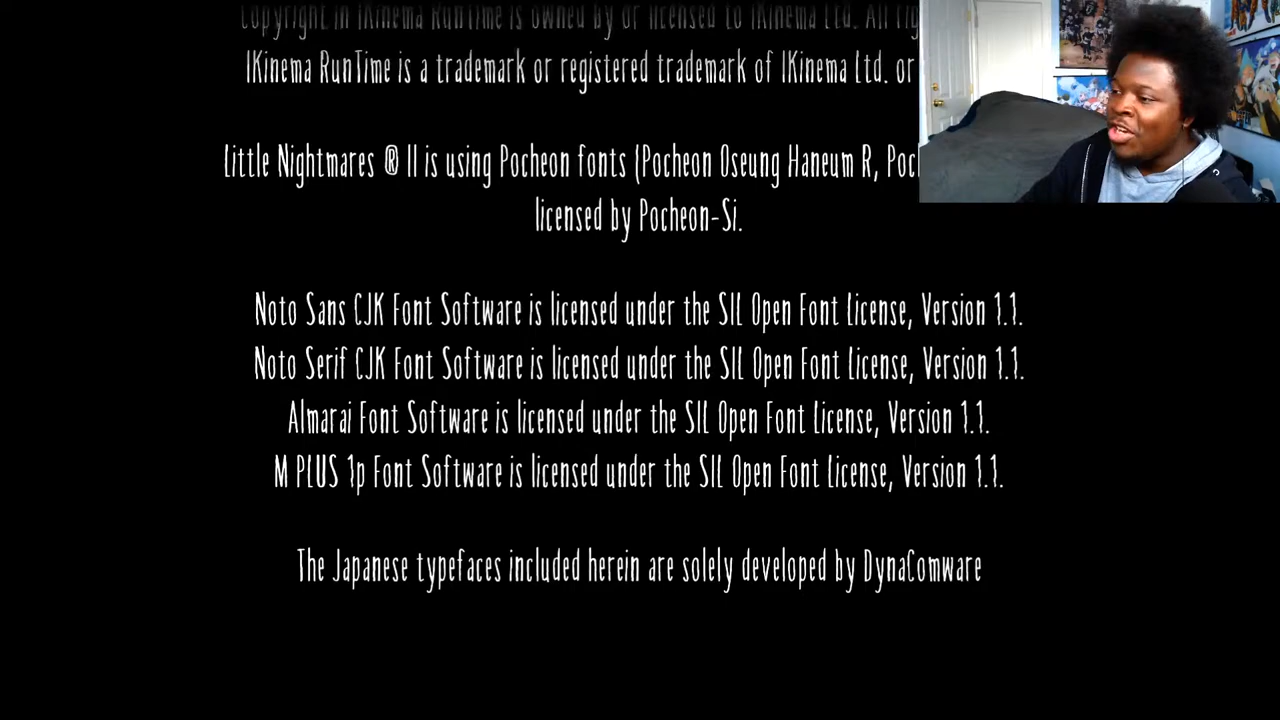 Copyright in IKinema RunTime is owned by or licensed to IKinema Ltd. All
IKinema RunTime is a trademark or registered trademark of IKinema Ltd. or
Little Nightmares ® II is using Pocheon fonts (Pocheon Oseung Haneum R,
licensed by Pocheon-Si.
Noto Sans CJK Font Software is licensed under the SIL Open Font License, Version 1.1.
Noto Serif CJK Font Software is licensed under the SIL Open Font License, Version 1.1.
Almarai Font Software is licensed under the SIL Open Font License, Version 1.1.
M PLUS 1p Font Software is licensed under the SIL Open Font License, Version 1.1.
The Japanese typefaces included herein are solely developed by DynaComware